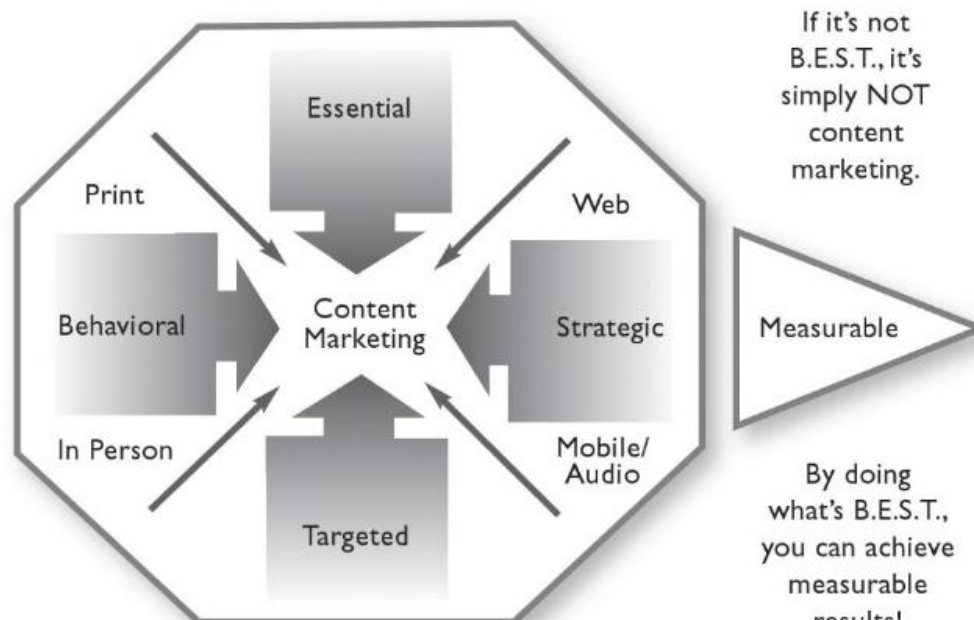 Essential
Print
Web
Behavioral
Content
Marketing
Strategic
In Person
Mobile/
Audio
Targeted
If it's not
B.E.S.T., it's
simply NOT
content
marketing.
Measurable
By doing
what's B.E.S.T.,
you can achieve
measurable
results!